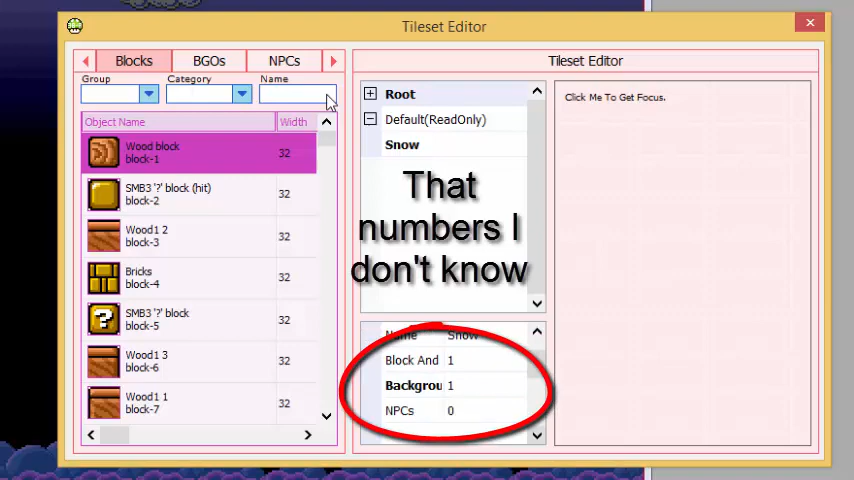 Tileset Editor
Blocks BGOs NPCs
Group Category Name
Object Name Width
Wood block
block-1
32
SMB3 '?' block (hit)
block-2
32
Wood1 2
block-3
32
Bricks
block-4
32
SMB3 '?' block
block-5
32
Wood1 3
block-6
32
Wood1 1
block-7
32
Tileset Editor
Root
Default(ReadOnly)
Snow
That
numbers I
don't know
Name Snow
Block And 1
Backgrou 1
NPCs 0
Click Me To Get Focus.